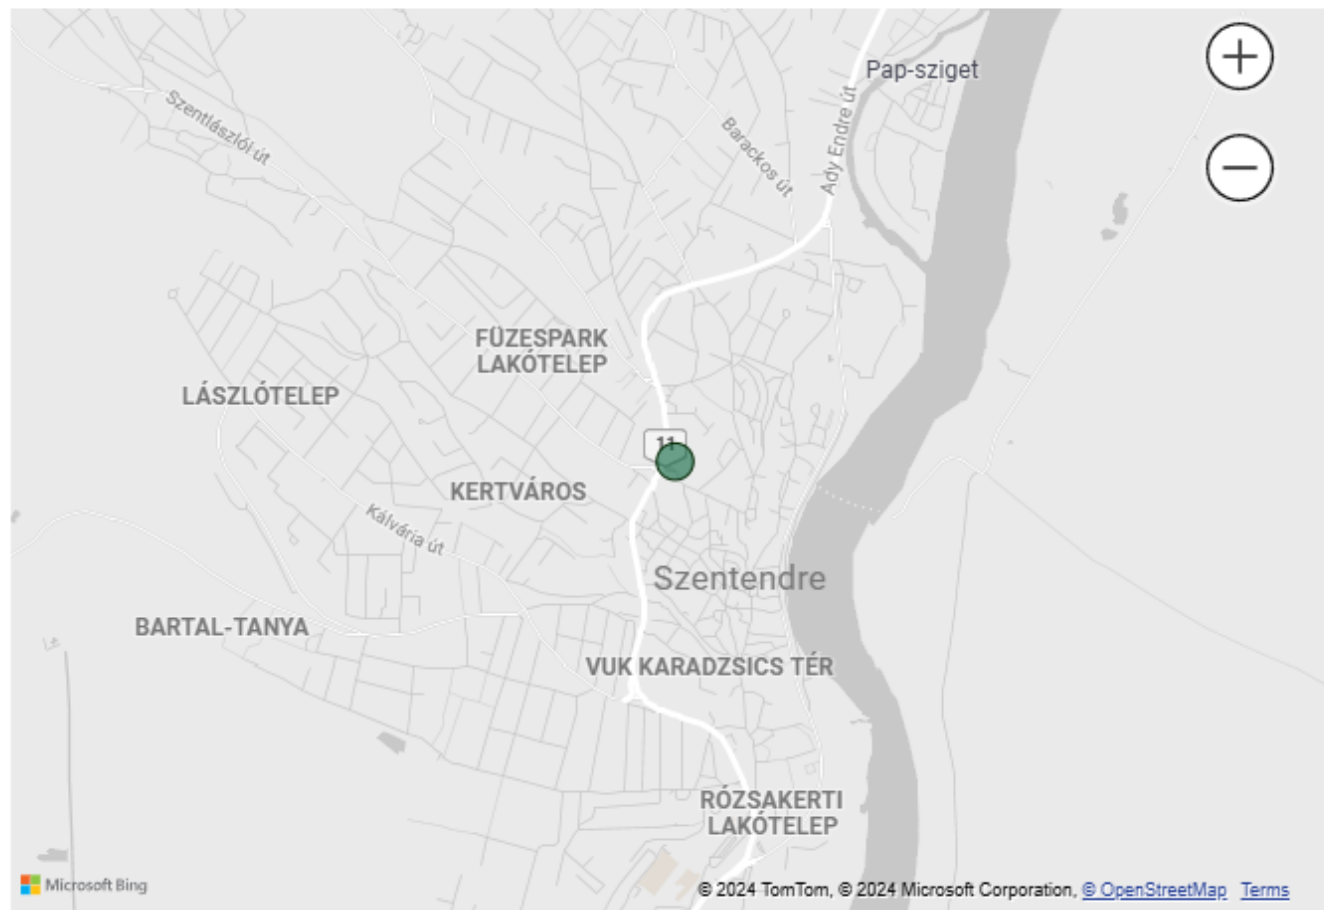 Pap-sziget
Szentlászlói út
Barackos út
Ady Endre út
FÜZESPARK
LAKÓTELEP
LÁSZLÓTELEP
11
KERTVÁROS
Kálvária út
Szentendre
BARTAL-TANYA
VUK KARADZSICS TÉR
RÓZSAKERTI
LAKÓTELEP
Microsoft Bing
© 2024 TomTom, © 2024 Microsoft Corporation, © OpenStreetMap Terms